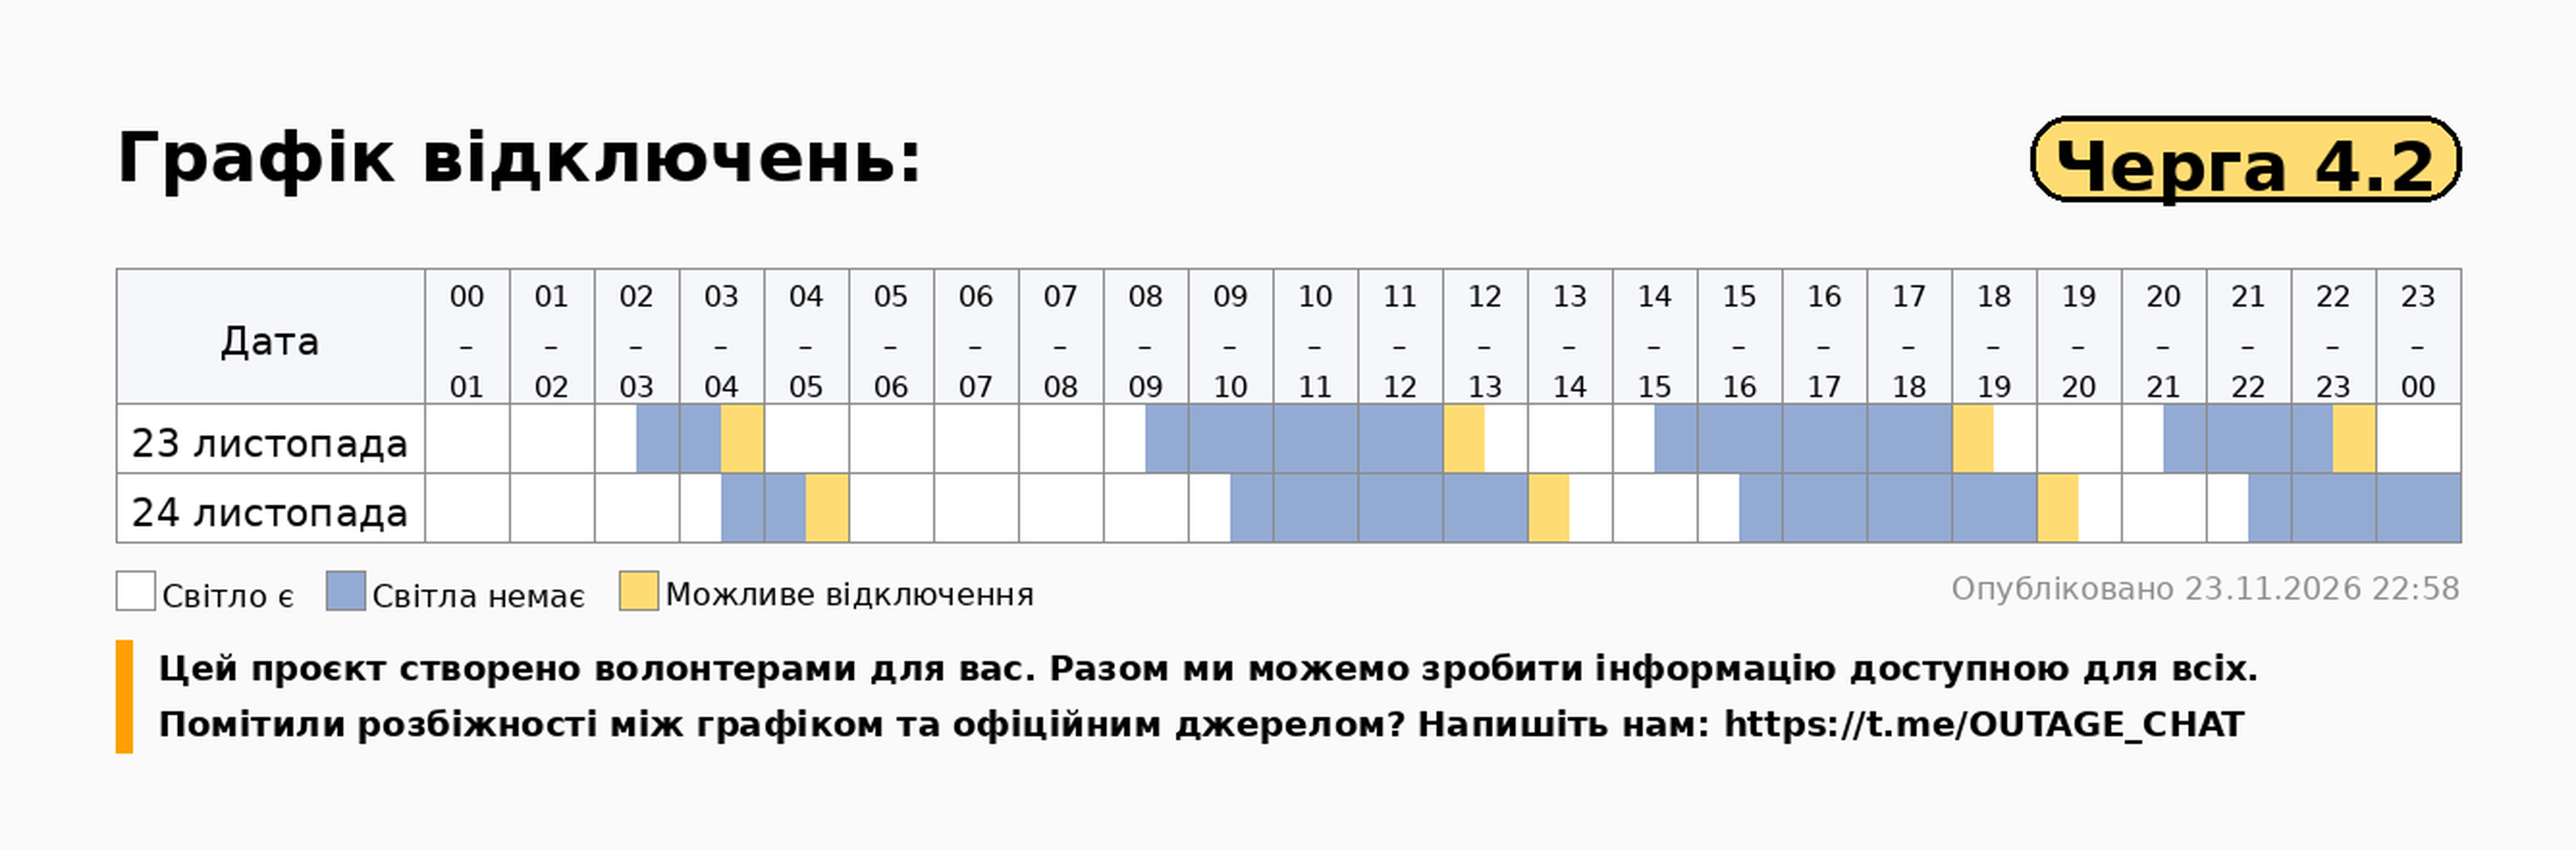 Графік відключень:
Черга 4.2
Дата 00 – 01 01 – 02 02 – 03 03 – 04 04 – 05 05 – 06 06 – 07 07 – 08 08 – 09 09 – 10 10 – 11 11 – 12 12 – 13 13 – 14 14 – 15 15 – 16 16 – 17 17 – 18 18 – 19 19 – 20 20 – 21 21 – 22 22 – 23 23 – 00
23 листопада
24 листопада
Світло є Світла немає Можливе відключення
Опубліковано 23.11.2026 22:58
Цей проєкт створено волонтерами для вас. Разом ми можемо зробити інформацію доступною для всіх.
Помітили розбіжності між графіком та офіційним джерелом? Напишіть нам: https://t.me/OUTAGE_CHAT